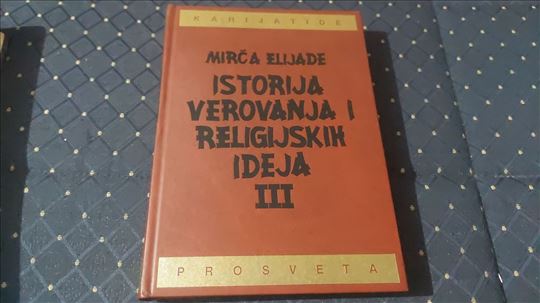 KARIJATIDE
MIRČA ELIJADE
ISTORIJA
VEROVANJA I
RELIGIJSKIH
IDEJA
III
PROSVETA